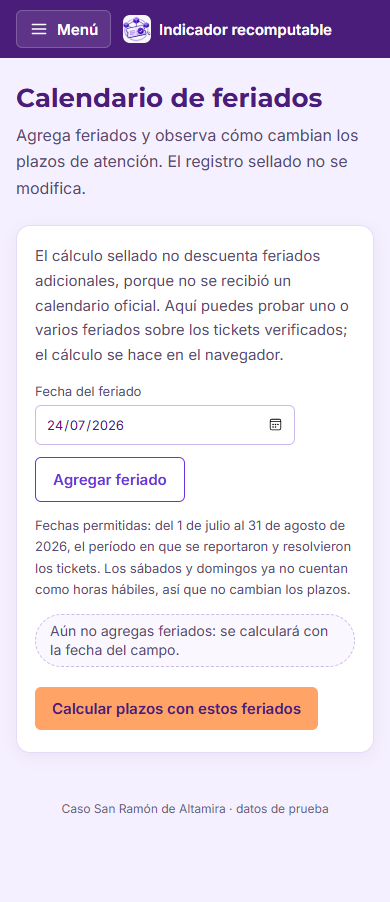 Menú
Indicador recomputable
Calendario de feriados
Agrega feriados y observa cómo cambian los
plazos de atención. El registro sellado no se
modifica.
El cálculo sellado no descuenta feriados
adicionales, porque no se recibió un
calendario oficial. Aquí puedes probar uno o
varios feriados sobre los tickets verificados;
el cálculo se hace en el navegador.
Fecha del feriado
24/07/2026
Agregar feriado
Fechas permitidas: del 1 de julio al 31 de agosto de
2026, el período en que se reportaron y resolvieron
los tickets. Los sábados y domingos ya no cuentan
como horas hábiles, así que no cambian los plazos.
Aún no agregas feriados: se calculará con
la fecha del campo.
Calcular plazos con estos feriados
Caso San Ramón de Altamira · datos de prueba